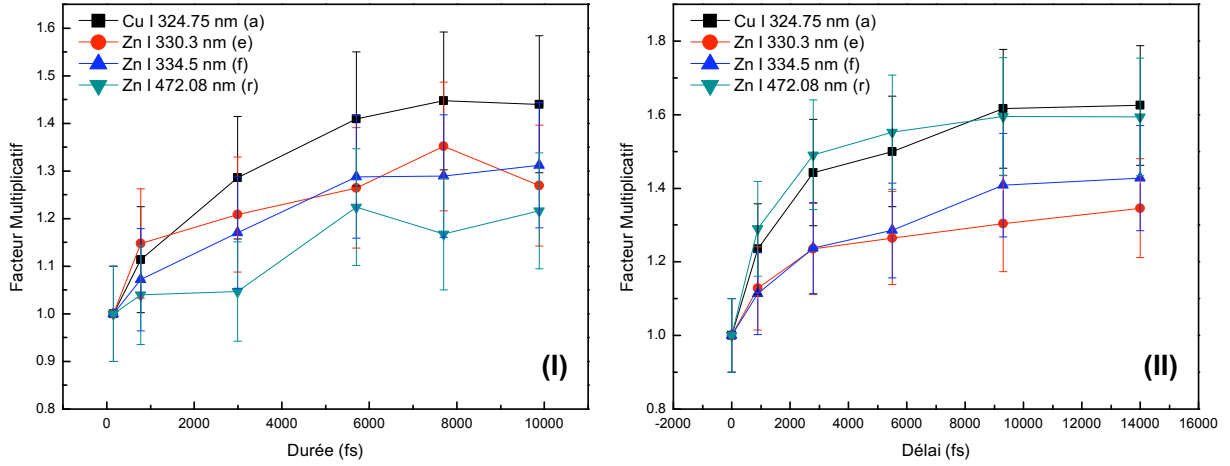 Cu I 324.75 nm (a)
Zn I 330.3 nm (e)
Zn I 334.5 nm (f)
Zn I 472.08 nm (r)
1.6
1.5
1.4
1.3
1.2
1.1
1.0
0.9
0.8
Facteur Multiplicatif
(I)
0
2000
4000
6000
8000
10000
Durée (fs)
Cu I 324.75 nm (a)
Zn I 330.3 nm (e)
Zn I 334.5 nm (f)
Zn I 472.08 nm (r)
1.8
1.6
1.4
1.2
1.0
0.8
Facteur Multiplicatif
(II)
-2000
0
2000
4000
6000
8000
10000
12000
14000
16000
Délai (fs)